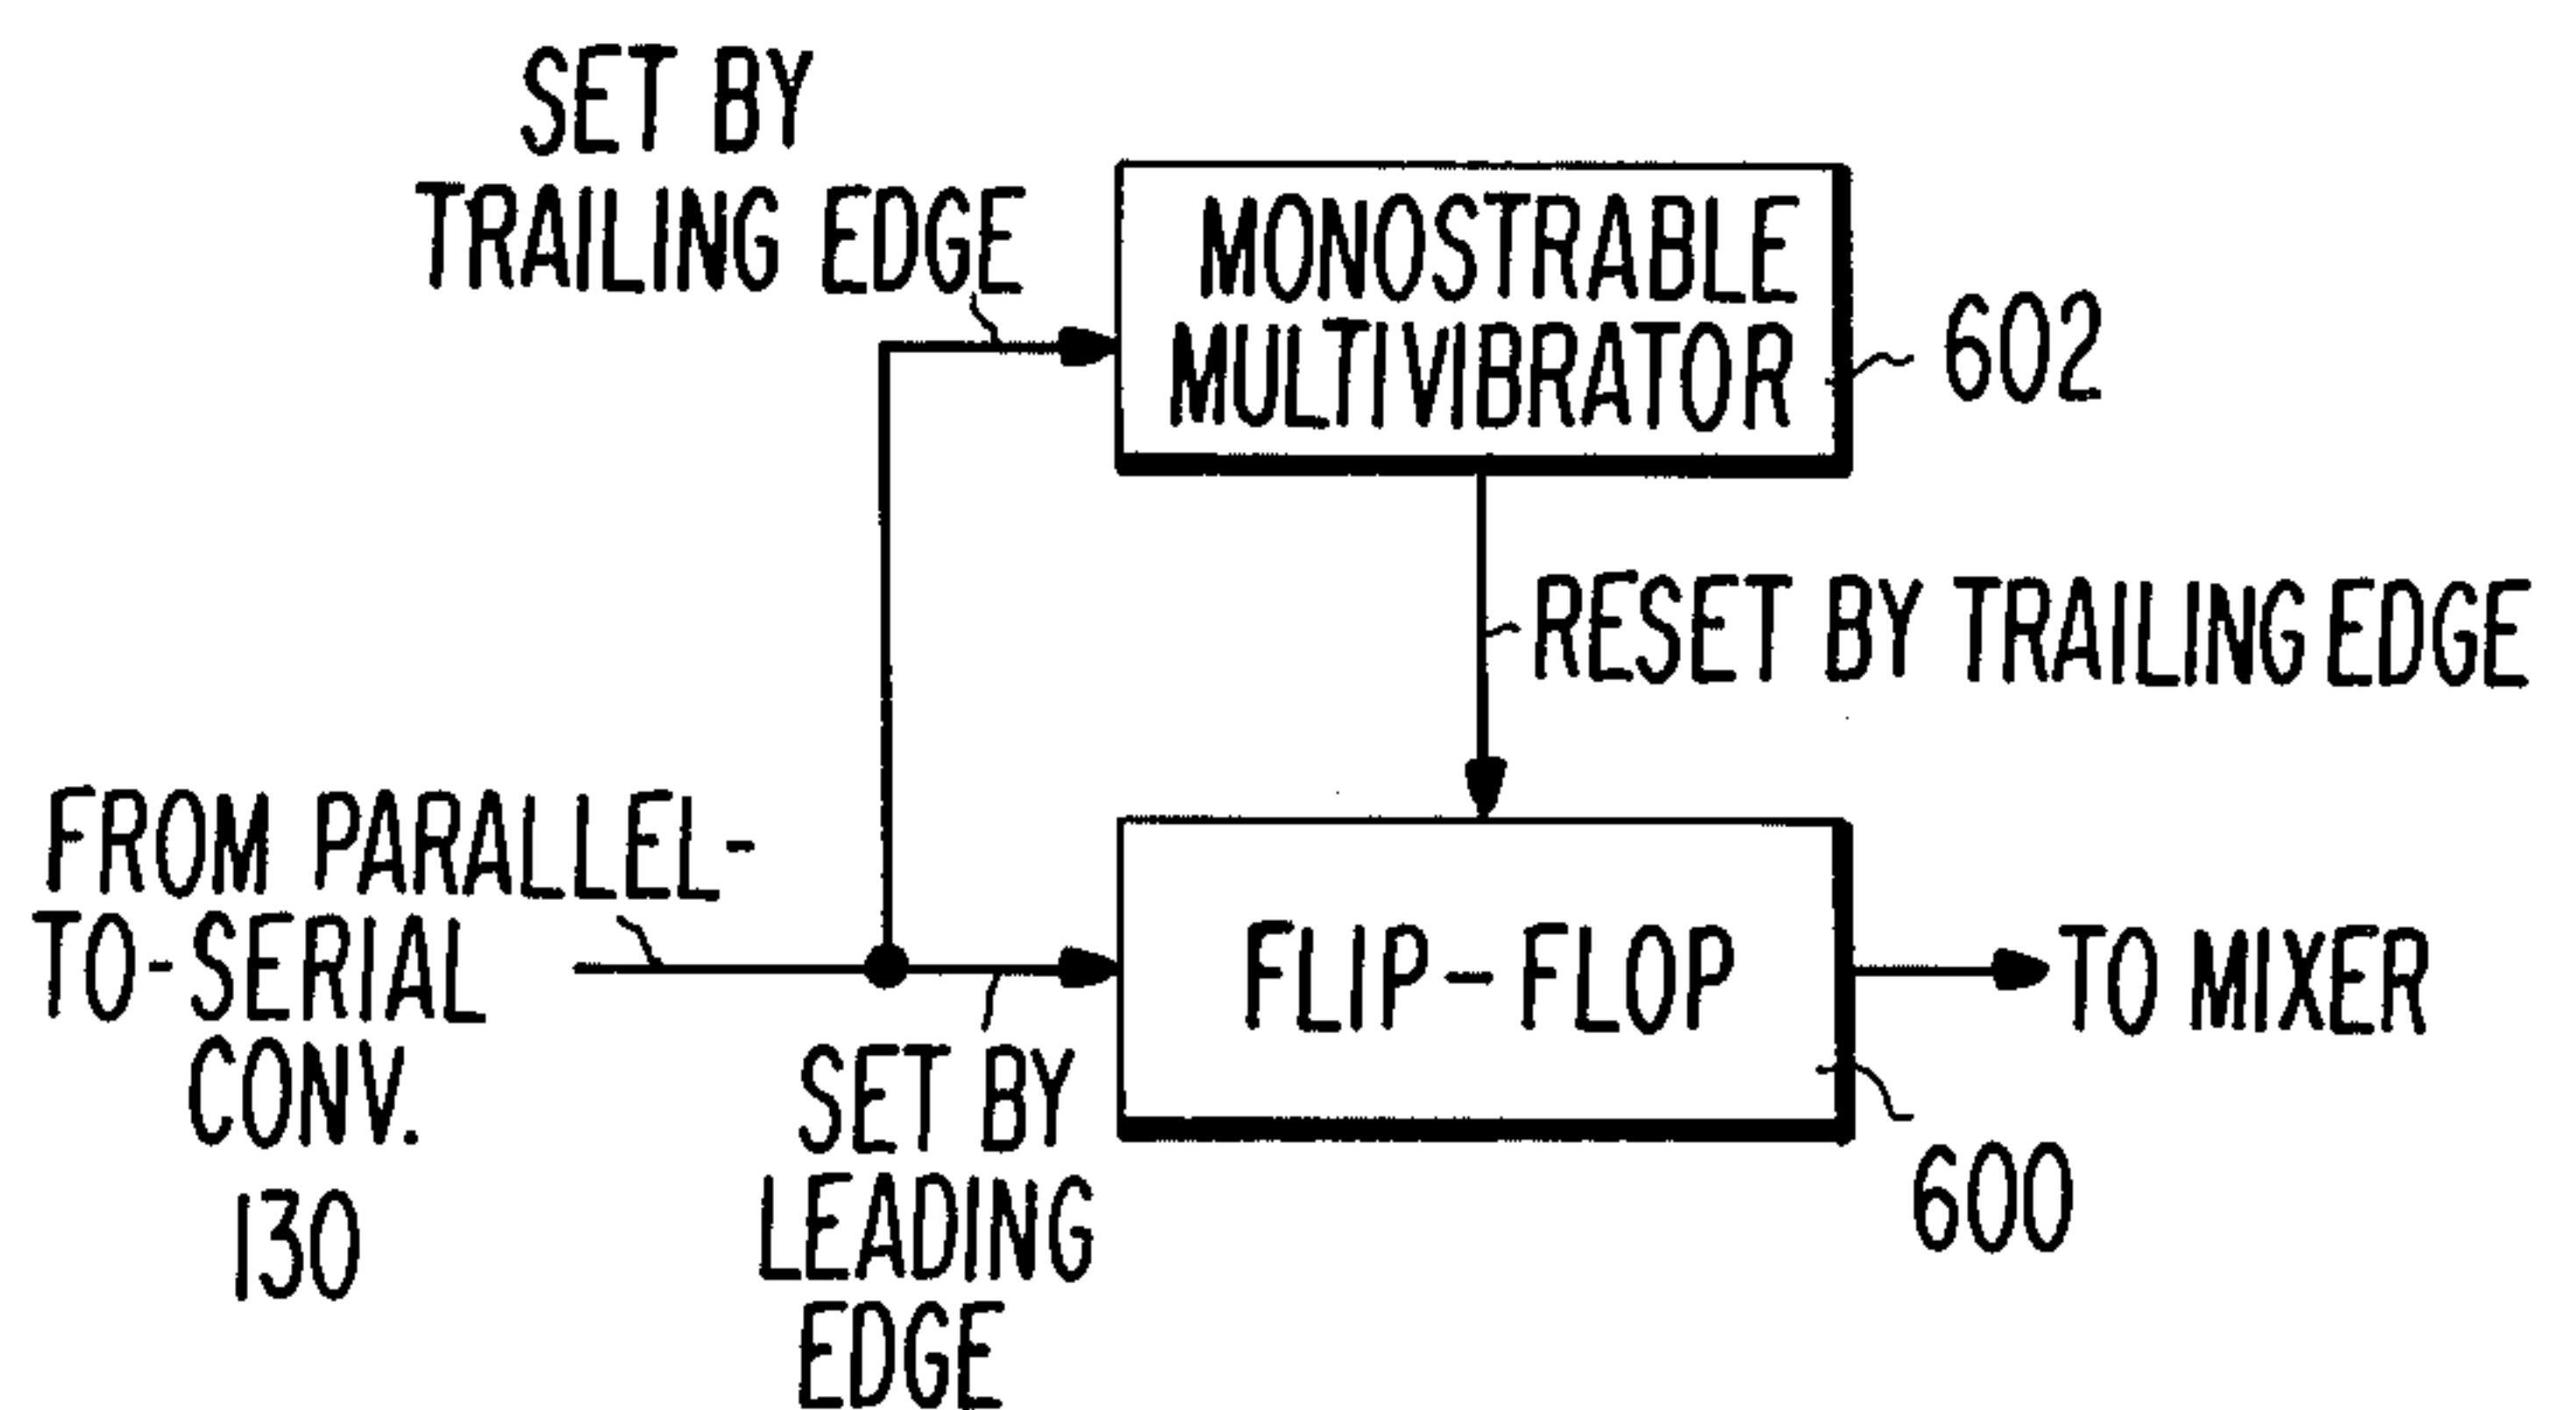 SET BY
TRAILING EDGE
MONOSTRABLE
MULTIVIBRATOR
602
RESET BY TRAILING EDGE
FROM PARALLEL-
TO-SERIAL
CONV.
130
SET BY
LEADING
EDGE
FLIP-FLOP
TO MIXER
600